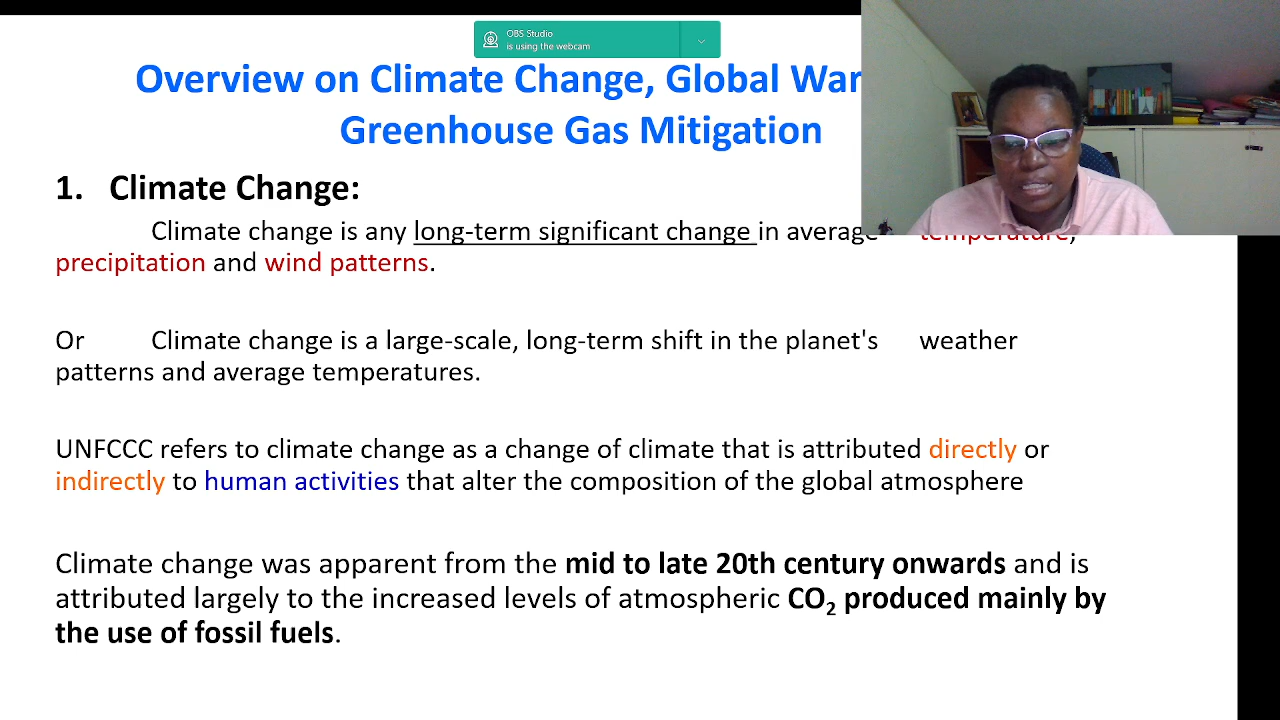 OBS Studio
is using the webcam
Overview on Climate Change, Global
Greenhouse Gas Mitigation
1. Climate Change:
Climate change is any long-term significant change in average temperature,
precipitation and wind patterns.
Or Climate change is a large-scale, long-term shift in the planet's weather
patterns and average temperatures.
UNFCCC refers to climate change as a change of climate that is attributed directly or
indirectly to human activities that alter the composition of the global atmosphere
Climate change was apparent from the mid to late 20th century onwards and is
attributed largely to the increased levels of atmospheric CO₂ produced mainly by
the use of fossil fuels.